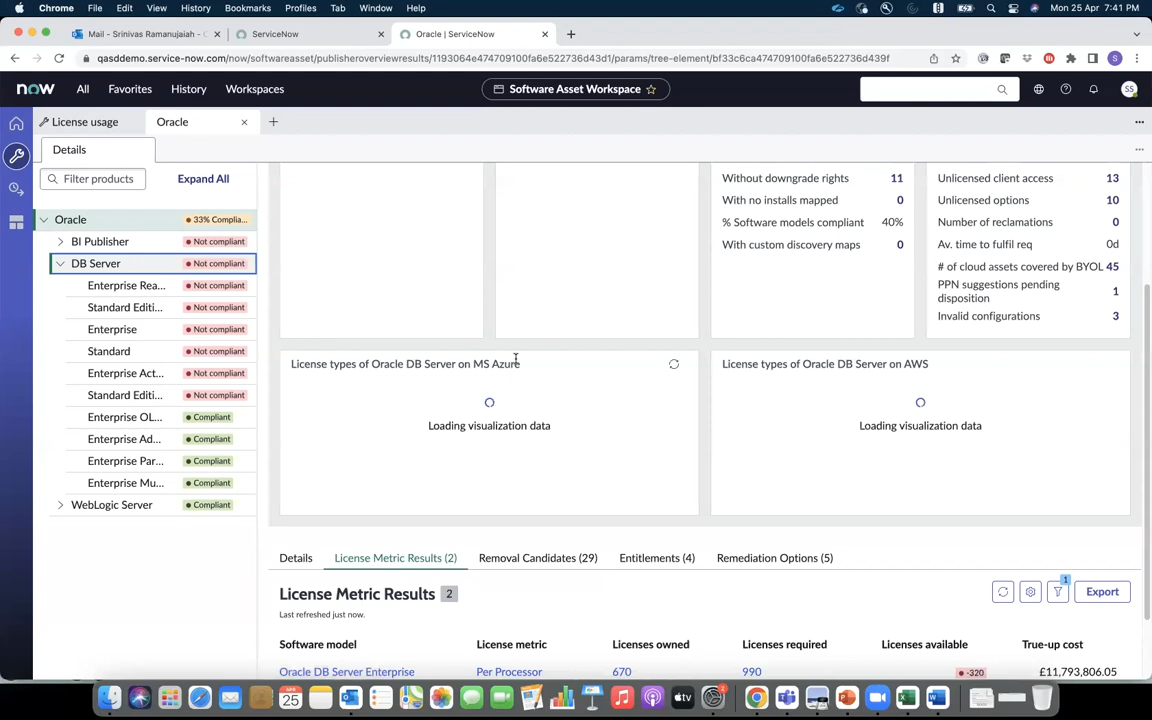 Chrome File Edit View History Bookmarks Profiles Tab Window Help Mon 25 Apr 7:41 PM
Mail - Srinivas Ramanujaiah - ServiceNow Oracle | ServiceNow
qasddemo.service-now.com/now/softwareasset/publisheroverviewresults/1193064e474709100fa6e522736d43d1/params/tree-element/bf33c6ca474709100fa6e522736d439f
S
now All Favorites History Workspaces Software Asset Workspace SS
License usage Oracle
Details
Filter products Expand All
Without downgrade rights 11
With no installs mapped 0
% Software models compliant 40%
With custom discovery maps 0
Unlicensed client access 13
Unlicensed options 10
Number of reclamations 0
Av. time to fulfil req 0d
# of cloud assets covered by BYOL 45
PPN suggestions pending
disposition 1
Invalid configurations 3
Oracle 33% Complia...
BI Publisher Not compliant
DB Server Not compliant
Enterprise Rea... Not compliant
Standard Editi... Not compliant
Enterprise Not compliant
Standard Not compliant
Enterprise Act... Not compliant
Standard Editi... Not compliant
Enterprise OL... Compliant
Enterprise Ad... Compliant
Enterprise Par... Compliant
Enterprise Mu... Compliant
WebLogic Server Compliant
License types of Oracle DB Server on MS Azure
Loading visualization data
License types of Oracle DB Server on AWS
Loading visualization data
Details License Metric Results (2) Removal Candidates (29) Entitlements (4) Remediation Options (5)
License Metric Results 2 1 Export
Last refreshed just now.
Software model License metric Licenses owned Licenses required Licenses available True-up cost
Oracle DB Server Enterprise Per Processor 670 990 -320 £11,793,806.05